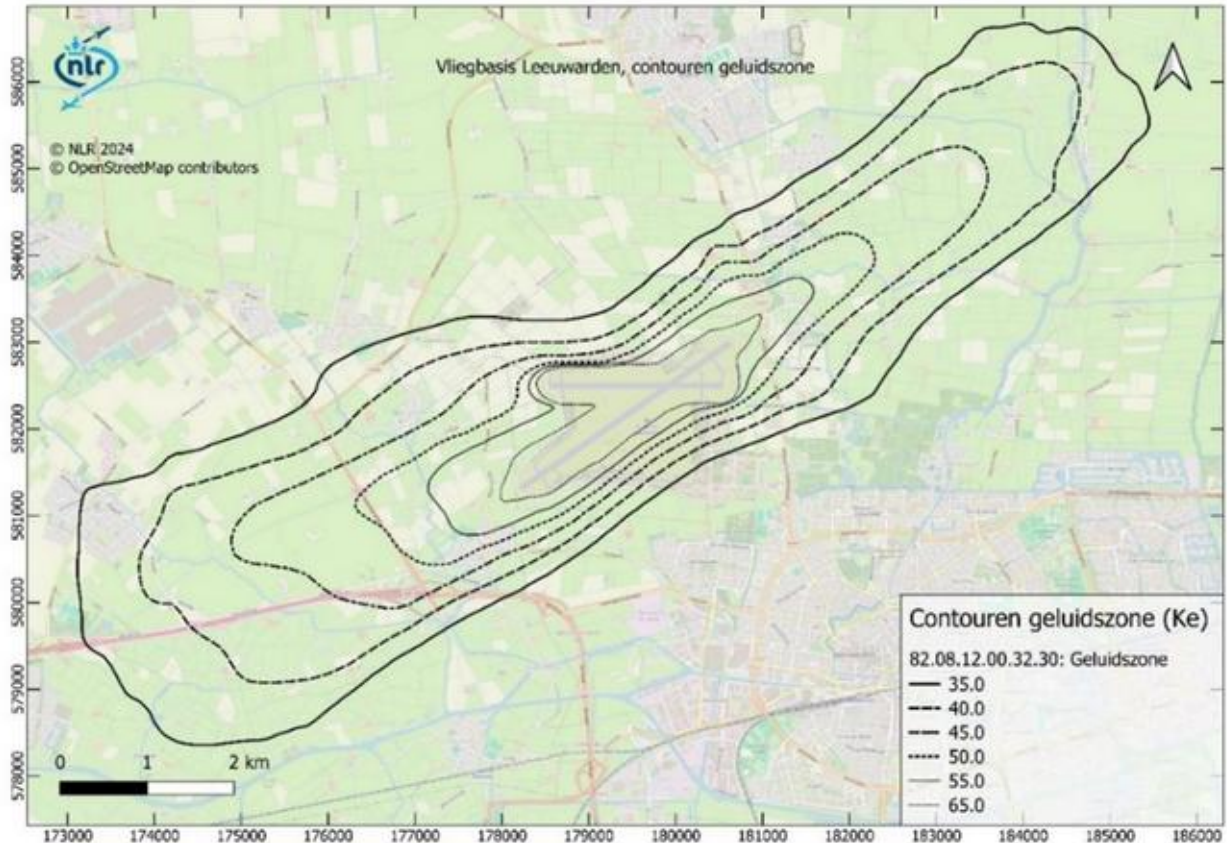 nlr
Vliegbasis Leeuwarden, contouren geluidszone
© NLR 2024
© OpenStreetMap contributors
586000
585000
584000
583000
582000
581000
580000
579000
578000
0 1 2 km
Contouren geluidszone (Ke)
82.08.12.00.32.30: Geluidszone
35.0
40.0
45.0
50.0
55.0
65.0
173000 174000 175000 176000 177000 178000 179000 180000 181000 182000 183000 184000 185000 186000